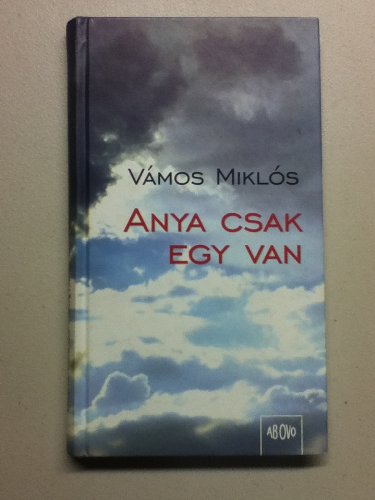 VÁMOS MIKLÓS
ANYA CSAK
EGY VAN
AB OVO